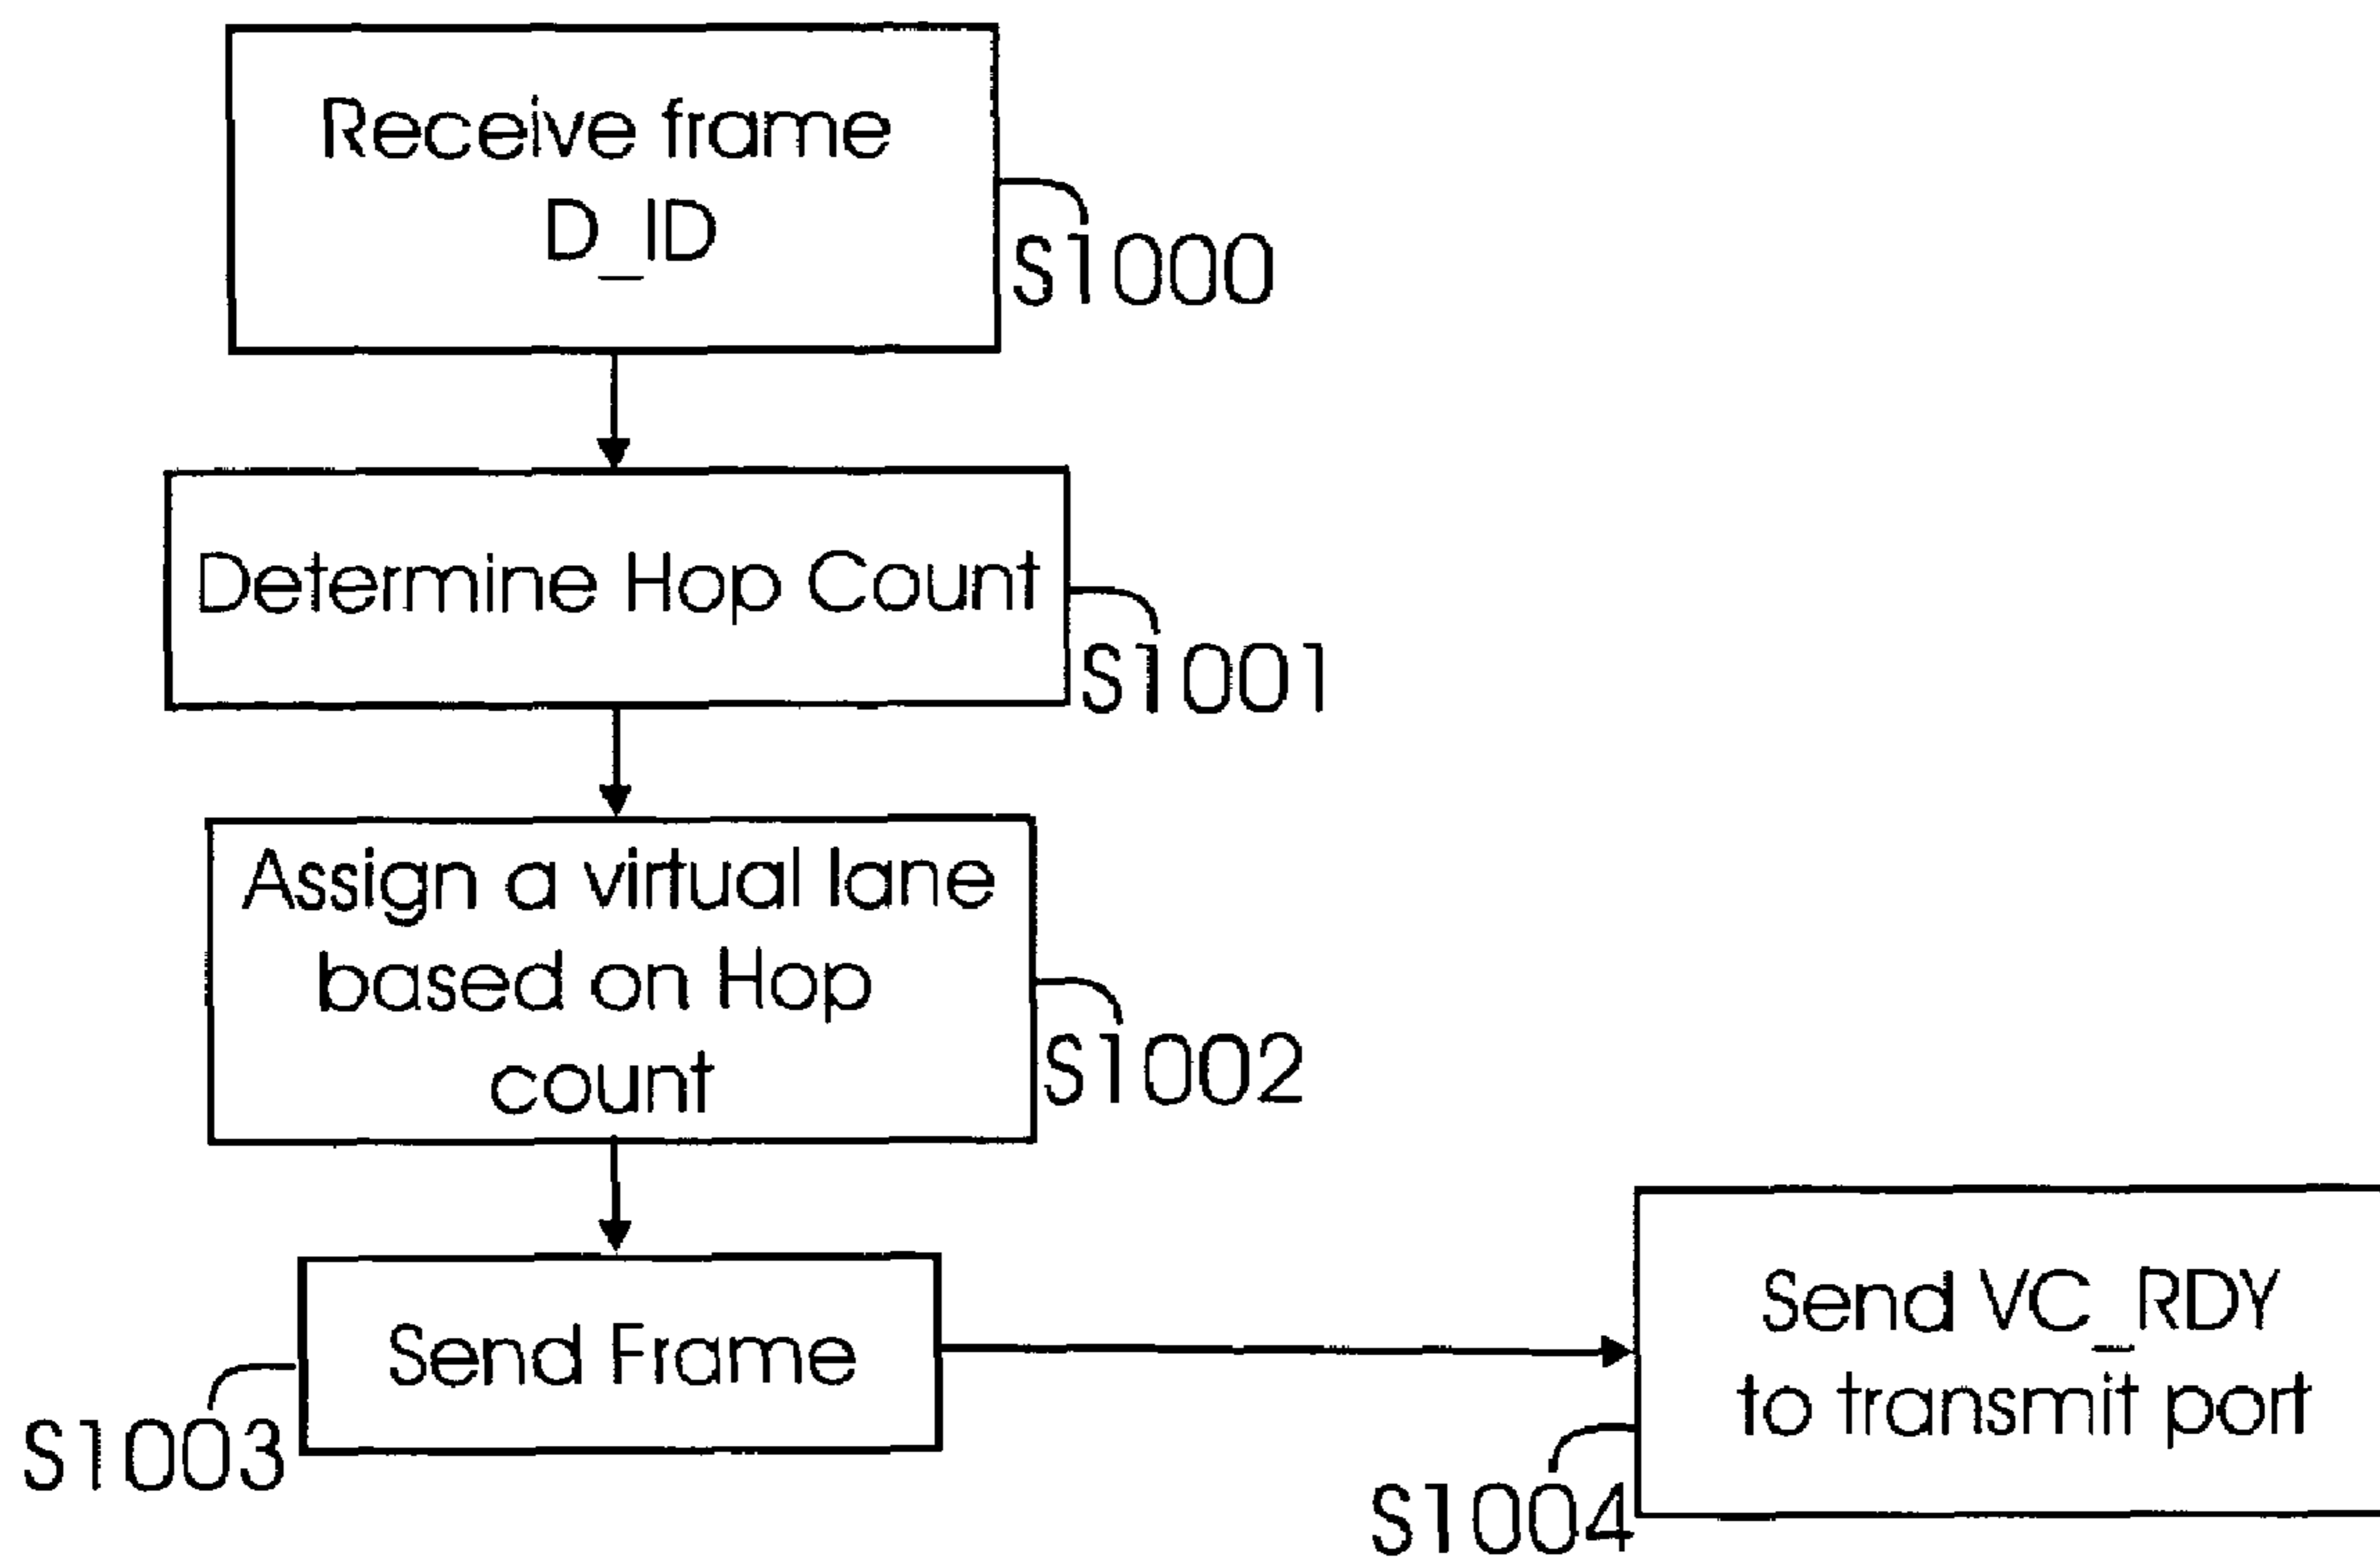 Receive frame
D_ID
S1000
Determine Hop Count
S1001
Assign a virtual lane
based on Hop
count
S1002
Send Frame
S1003
Send VC_RDY
to transmit port
S1004